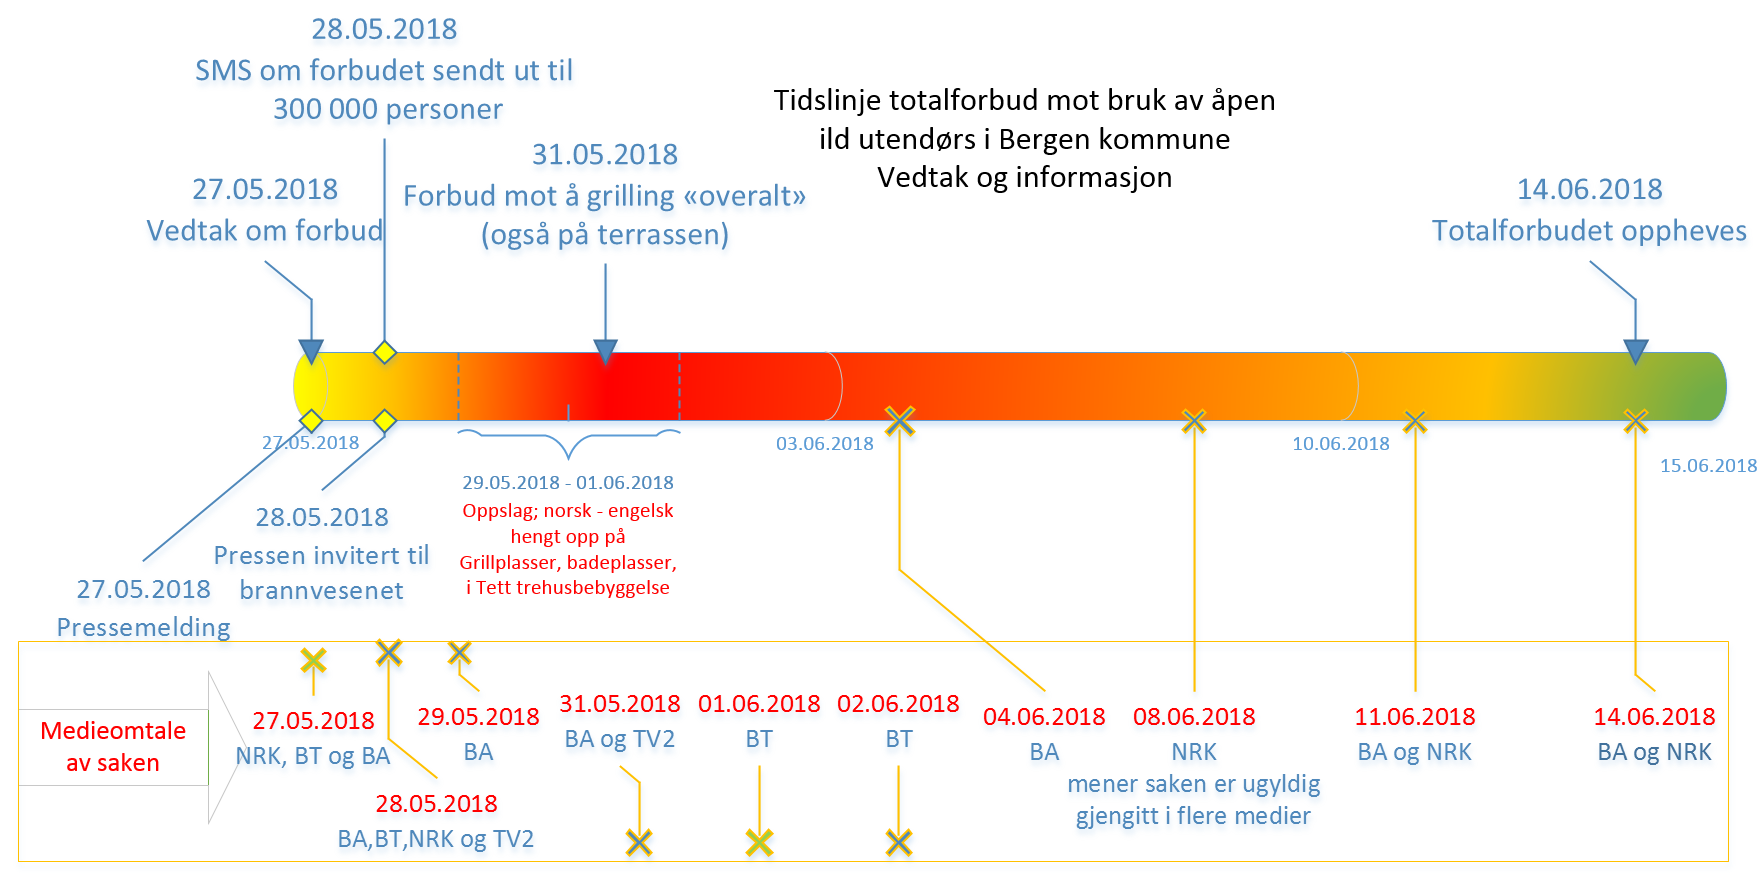 28.05.2018
SMS om forbudet sendt ut til
300 000 personer
Tidslinje totalforbud mot bruk av åpen
ild utendørs i Bergen kommune
Vedtak og informasjon
31.05.2018
Forbud mot å grilling «overalt»
(også på terrassen)
27.05.2018
Vedtak om forbud
14.06.2018
Totalforbudet oppheves
27.05.2018
03.06.2018
10.06.2018
15.06.2018
29.05.2018 - 01.06.2018
Oppslag; norsk - engelsk
hengt opp på
Grillplasser, badeplasser,
i Tett trehusbebyggelse
28.05.2018
Pressen invitert til
brannvesenet
27.05.2018
Pressemelding
Medieomtale
av saken
27.05.2018
NRK, BT og BA
28.05.2018
BA,BT,NRK og TV2
29.05.2018
BA
31.05.2018
BA og TV2
01.06.2018
BT
02.06.2018
BT
04.06.2018
BA
08.06.2018
NRK
mener saken er ugyldig
gjengitt i flere medier
11.06.2018
BA og NRK
14.06.2018
BA og NRK